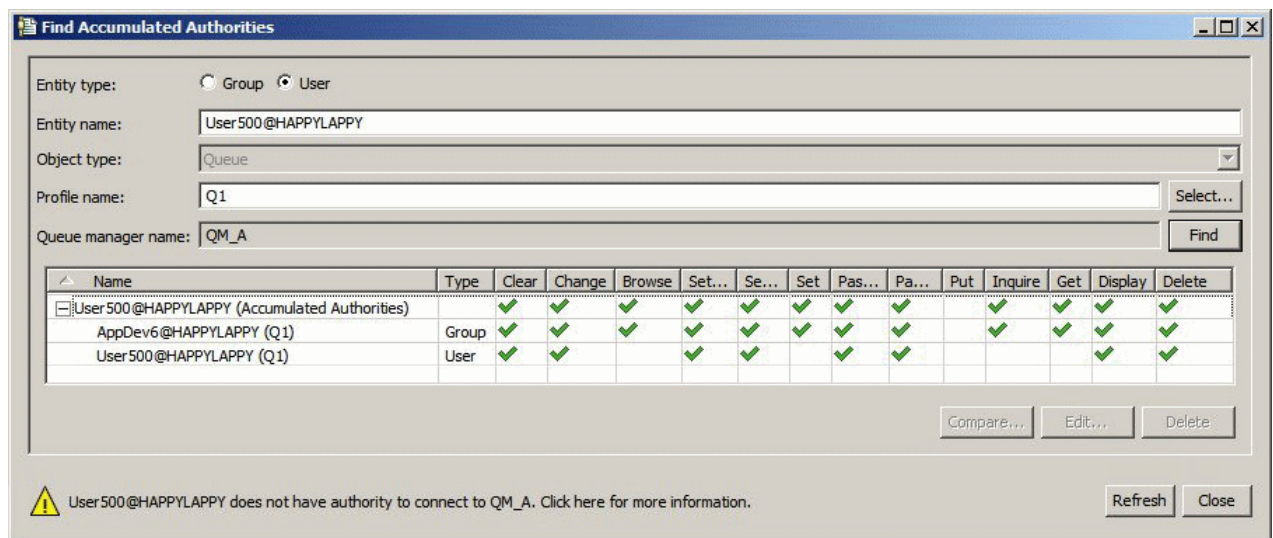 Find Accumulated Authorities
Entity type: Group User
Entity name: User500@HAPPYLAPPY
Object type: Queue
Profile name: Q1 Select...
Queue manager name: QM_A Find
Name Type Clear Change Browse Set... Se... Set Pas... Pa... Put Inquire Get Display Delete
User500@HAPPYLAPPY (Accumulated Authorities)
AppDev6@HAPPYLAPPY (Q1) Group
User500@HAPPYLAPPY (Q1) User
Compare... Edit... Delete
User500@HAPPYLAPPY does not have authority to connect to QM_A. Click here for more information. Refresh Close